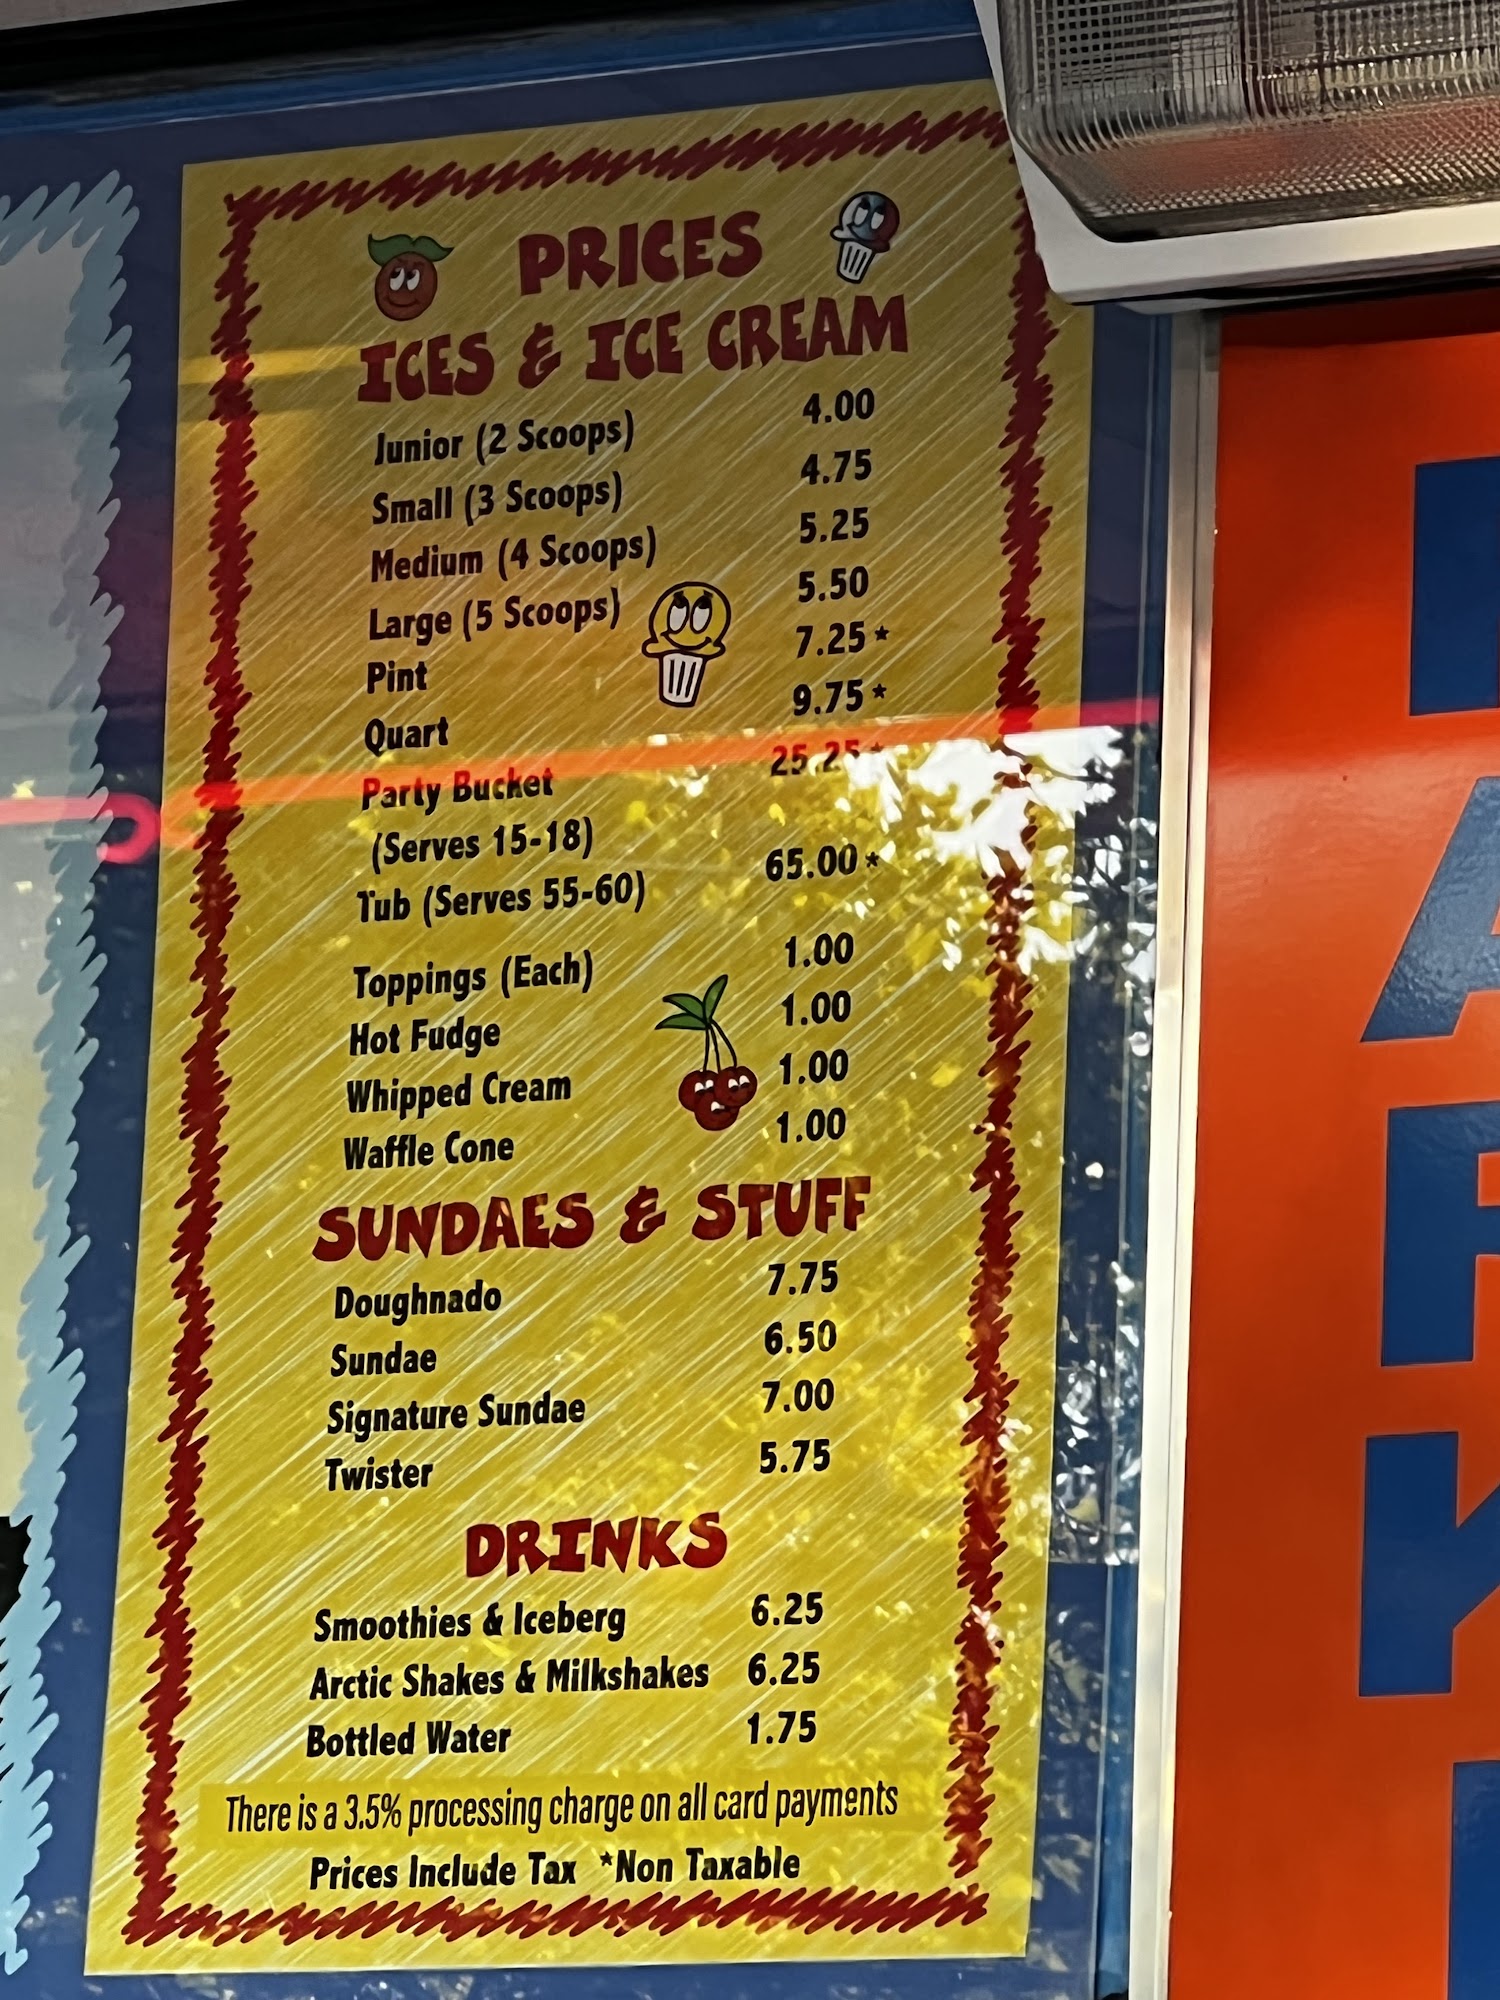 PRICES
ICES & ICE CREAM
Junior (2 Scoops) 4.00
Small (3 Scoops) 4.75
Medium (4 Scoops) 5.25
Large (5 Scoops) 5.50
Pint 7.25*
Quart 9.75*
Party Bucket 25.25*
(Serves 15-18)
Tub (Serves 55-60) 65.00*
Toppings (Each) 1.00
Hot Fudge 1.00
Whipped Cream 1.00
Waffle Cone 1.00
SUNDAES & STUFF
Doughnado 7.75
Sundae 6.50
Signature Sundae 7.00
Twister 5.75
DRINKS
Smoothies & Iceberg 6.25
Arctic Shakes & Milkshakes 6.25
Bottled Water 1.75
There is a 3.5% processing charge on all card payments
Prices Include Tax *Non Taxable